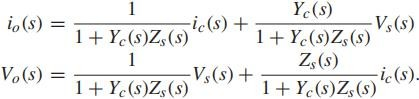 i_o(s) = \frac{1}{1 + Y_c(s)Z_s(s)} i_c(s) + \frac{Y_c(s)}{1 + Y_c(s)Z_s(s)} V_s(s)
V_o(s) = \frac{1}{1 + Y_c(s)Z_s(s)} V_s(s) + \frac{Z_s(s)}{1 + Y_c(s)Z_s(s)} i_c(s).